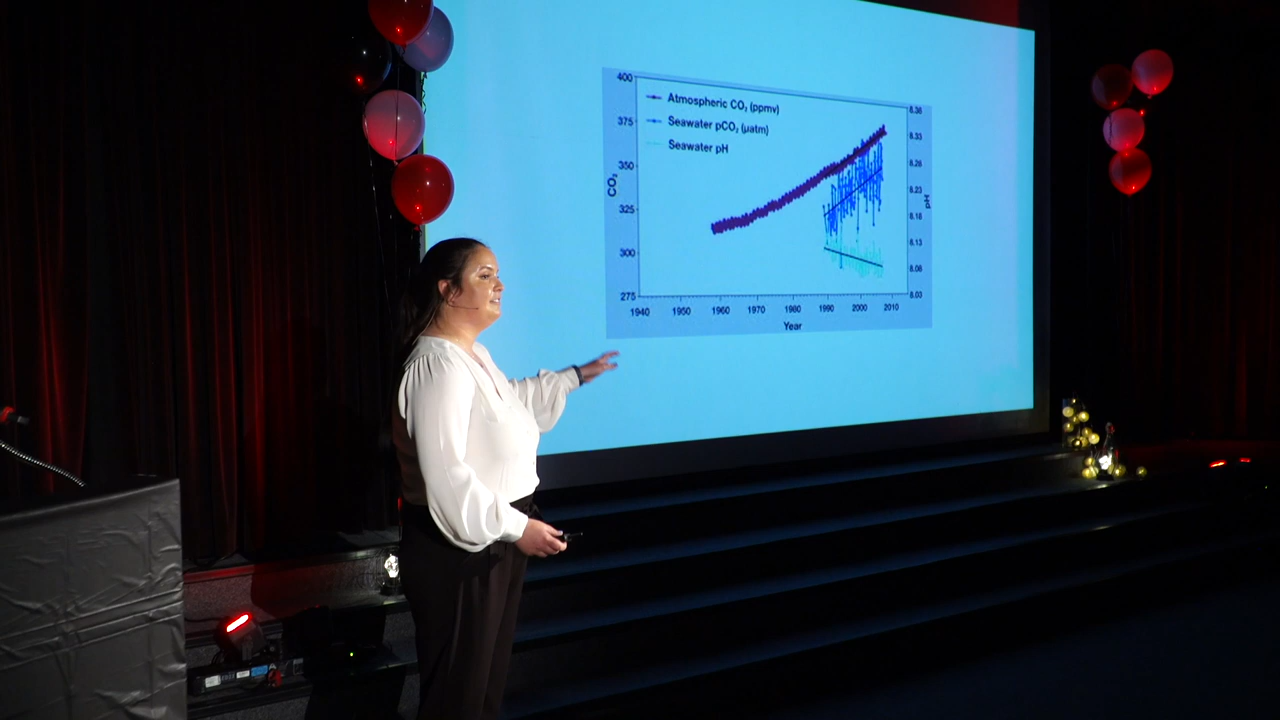 400
375
350
325
300
275
CO₂
Atmospheric CO₂ (ppmv)
Seawater pCO₂ (µatm)
Seawater pH
8.38
8.33
8.28
8.23
8.18
8.13
8.08
8.03
pH
1940 1950 1960 1970 1980 1990 2000 2010
Year